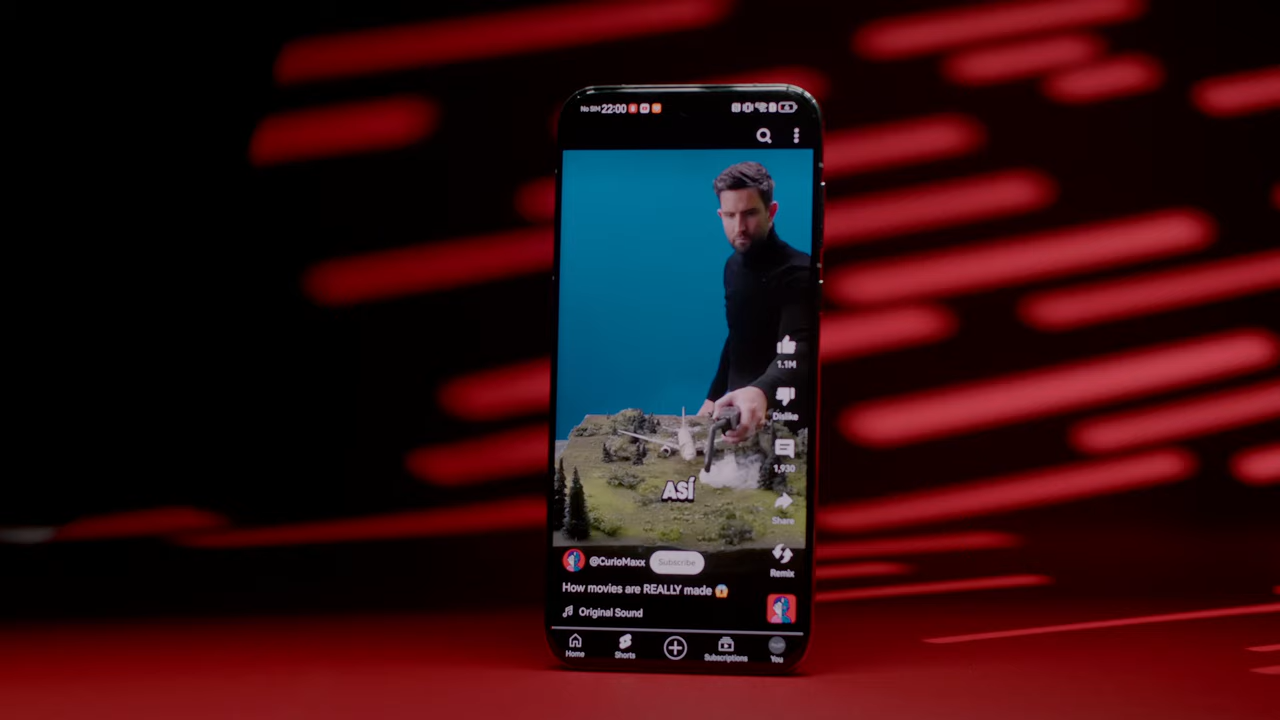 No SIM 22:00
1.1M
Dislike
1,930
ASÍ
Share
@CurioMaxx Subscribe
Remix
How movies are REALLY made 😱
Original Sound
Home Shorts Subscriptions You